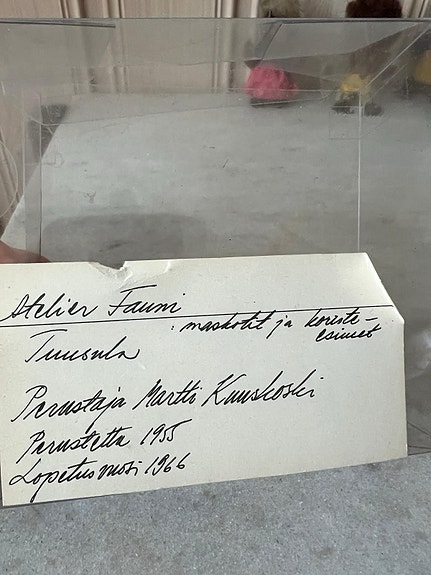 Atelier Fauni
: maskotit ja koriste-
esineet
Tuusula
Perustaja Martti Kuuskoski
Perustettu 1955
Lopetusvuosi 1966